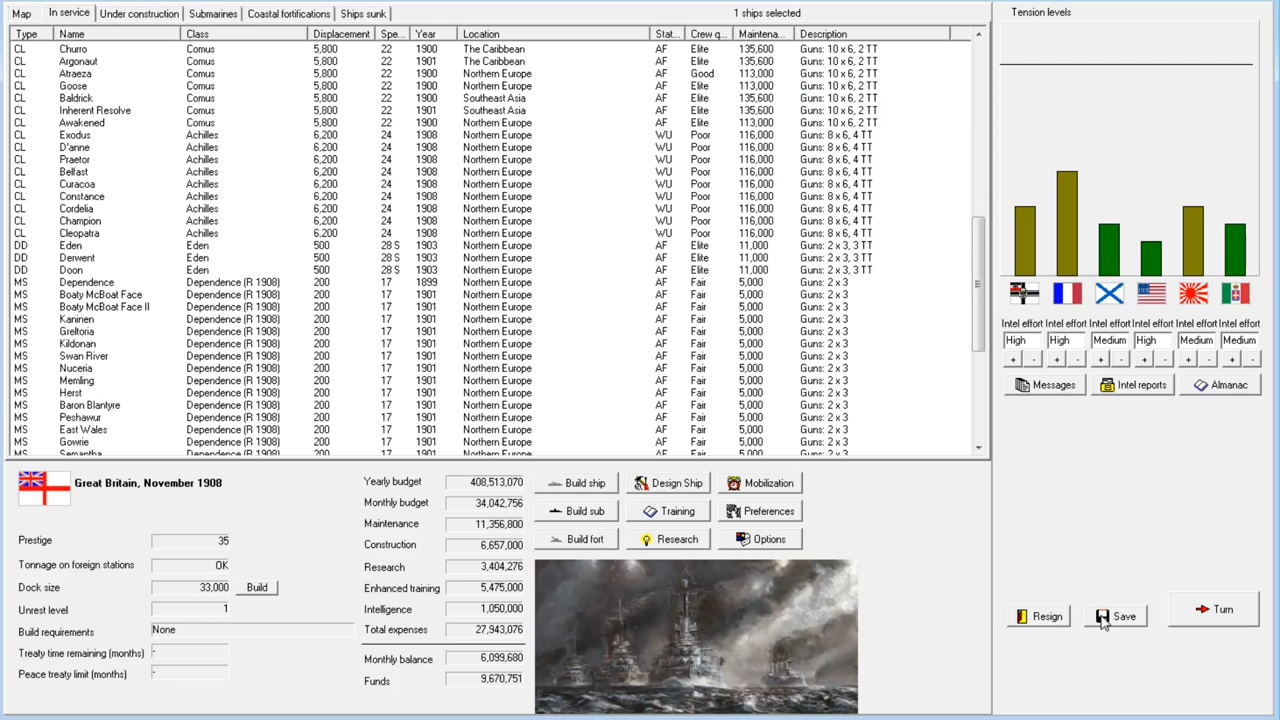 Map In service Under construction Submarines Coastal fortifications Ships sunk 1 ships selected
Type Name Class Displacement Spe... Year Location Stat... Crew q... Maintena... Description
CL Churro Comus 5,800 22 1900 The Caribbean AF Elite 135,600 Guns: 10 x 6, 2 TT
CL Argonaut Comus 5,800 22 1901 The Caribbean AF Elite 135,600 Guns: 10 x 6, 2 TT
CL Atraeza Comus 5,800 22 1900 Northern Europe AF Good 113,000 Guns: 10 x 6, 2 TT
CL Goose Comus 5,800 22 1900 Northern Europe AF Elite 113,000 Guns: 10 x 6, 2 TT
CL Baldrick Comus 5,800 22 1900 Southeast Asia AF Elite 135,600 Guns: 10 x 6, 2 TT
CL Inherent Resolve Comus 5,800 22 1901 Southeast Asia AF Elite 135,600 Guns: 10 x 6, 2 TT
CL Awakened Comus 5,800 22 1900 Northern Europe AF Elite 113,000 Guns: 10 x 6, 2 TT
CL Exodus Achilles 6,200 24 1908 Northern Europe WU Poor 116,000 Guns: 8 x 6, 4 TT
CL D'anne Achilles 6,200 24 1908 Northern Europe WU Poor 116,000 Guns: 8 x 6, 4 TT
CL Praetor Achilles 6,200 24 1908 Northern Europe WU Poor 116,000 Guns: 8 x 6, 4 TT
CL Belfast Achilles 6,200 24 1908 Northern Europe WU Poor 116,000 Guns: 8 x 6, 4 TT
CL Curacoa Achilles 6,200 24 1908 Northern Europe WU Poor 116,000 Guns: 8 x 6, 4 TT
CL Constance Achilles 6,200 24 1908 Northern Europe WU Poor 116,000 Guns: 8 x 6, 4 TT
CL Cordelia Achilles 6,200 24 1908 Northern Europe WU Poor 116,000 Guns: 8 x 6, 4 TT
CL Champion Achilles 6,200 24 1908 Northern Europe WU Poor 116,000 Guns: 8 x 6, 4 TT
CL Cleopatra Achilles 6,200 24 1908 Northern Europe WU Poor 116,000 Guns: 8 x 6, 4 TT
DD Eden Eden 500 28 S 1903 Northern Europe AF Elite 11,000 Guns: 2 x 3, 3 TT
DD Derwent Eden 500 28 S 1903 Northern Europe AF Elite 11,000 Guns: 2 x 3, 3 TT
DD Doon Eden 500 28 S 1903 Northern Europe AF Elite 11,000 Guns: 2 x 3, 3 TT
MS Dependence Dependence (R 1908) 200 17 1899 Northern Europe AF Fair 5,000 Guns: 2 x 3
MS Boaty McBoat Face Dependence (R 1908) 200 17 1901 Northern Europe AF Fair 5,000 Guns: 2 x 3
MS Boaty McBoat Face II Dependence (R 1908) 200 17 1901 Northern Europe AF Fair 5,000 Guns: 2 x 3
MS Kaninen Dependence (R 1908) 200 17 1901 Northern Europe AF Fair 5,000 Guns: 2 x 3
MS Greltoria Dependence (R 1908) 200 17 1901 Northern Europe AF Fair 5,000 Guns: 2 x 3
MS Kildonan Dependence (R 1908) 200 17 1901 Northern Europe AF Fair 5,000 Guns: 2 x 3
MS Swan River Dependence (R 1908) 200 17 1901 Northern Europe AF Fair 5,000 Guns: 2 x 3
MS Nuceria Dependence (R 1908) 200 17 1901 Northern Europe AF Fair 5,000 Guns: 2 x 3
MS Memling Dependence (R 1908) 200 17 1901 Northern Europe AF Fair 5,000 Guns: 2 x 3
MS Herst Dependence (R 1908) 200 17 1901 Northern Europe AF Fair 5,000 Guns: 2 x 3
MS Baron Blantyre Dependence (R 1908) 200 17 1901 Northern Europe AF Fair 5,000 Guns: 2 x 3
MS Peshawur Dependence (R 1908) 200 17 1901 Northern Europe AF Fair 5,000 Guns: 2 x 3
MS East Wales Dependence (R 1908) 200 17 1901 Northern Europe AF Fair 5,000 Guns: 2 x 3
MS Gowrie Dependence (R 1908) 200 17 1901 Northern Europe AF Fair 5,000 Guns: 2 x 3
MS Semantha Dependence (R 1908) 200 17 1901 Northern Europe AF Fair 5,000 Guns: 2 x 3
Tension levels
Intel effort Intel effort Intel effort Intel effort Intel effort Intel effort
High High Medium High Medium Medium
+ - + - + - + - + - + -
Messages Intel reports Almanac
Great Britain, November 1908
Prestige 35
Tonnage on foreign stations OK
Dock size 33,000 Build
Unrest level 1
Build requirements None
Treaty time remaining (months) -
Peace treaty limit (months) -
Yearly budget 408,513,070
Monthly budget 34,042,756
Maintenance 11,356,800
Construction 6,657,000
Research 3,404,276
Enhanced training 5,475,000
Intelligence 1,050,000
Total expenses 27,943,076
Monthly balance 6,099,680
Funds 9,670,751
Build ship Design Ship Mobilization
Build sub Training Preferences
Build fort Research Options
Resign Save Turn